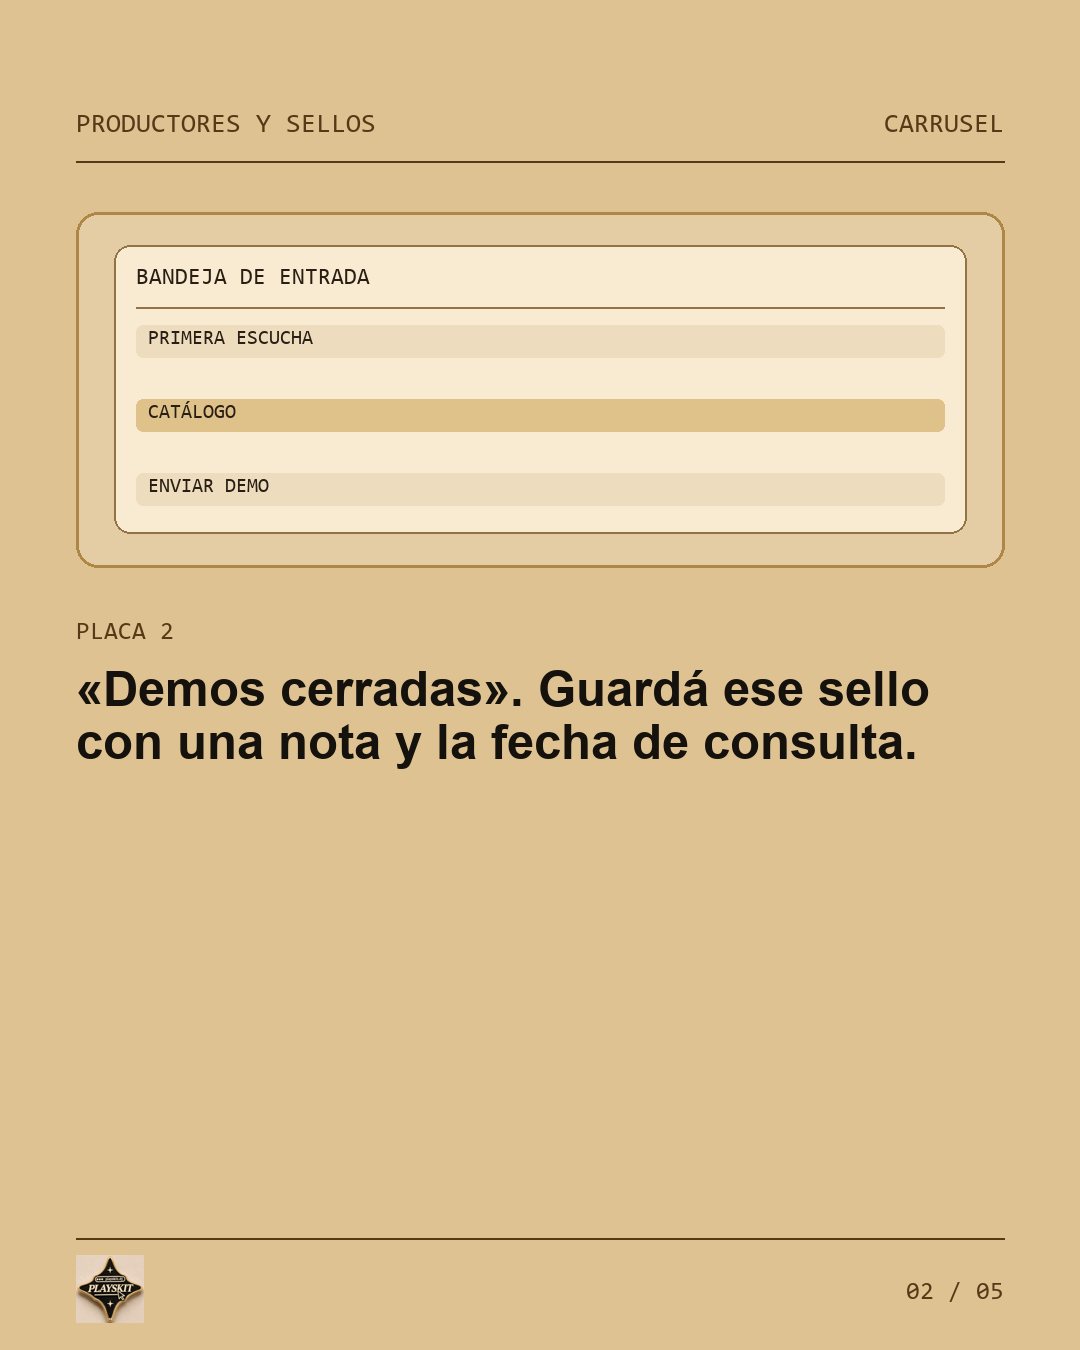 PRODUCTORES Y SELLOS
CARRUSEL
BANDEJA DE ENTRADA
PRIMERA ESCUCHA
CATÁLOGO
ENVIAR DEMO
PLACA 2
«Demos cerradas». Guardá ese sello
con una nota y la fecha de consulta.
PLAYSKIT
02 / 05